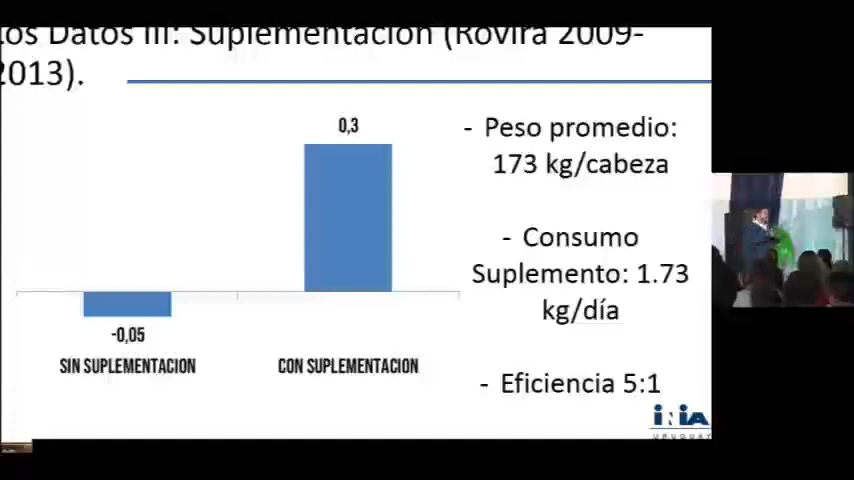 Los Datos III: Suplementación (Rovira 2009-
2013).
0,3
-0,05
SIN SUPLEMENTACION
CON SUPLEMENTACION
- Peso promedio:
173 kg/cabeza
- Consumo
Suplemento: 1.73
kg/día
- Eficiencia 5:1
inia
URUGUAY